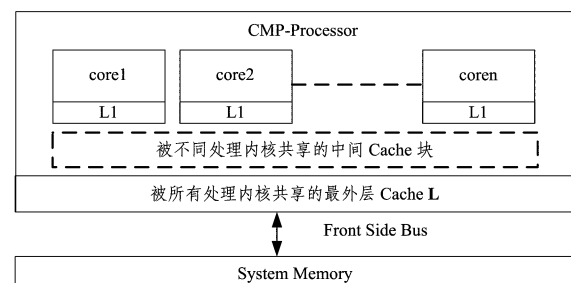 CMP-Processor
core1 core2 coren
L1 L1 L1
被不同处理内核共享的中间 Cache 块
被所有处理内核共享的最外层 Cache L
Front Side Bus
System Memory